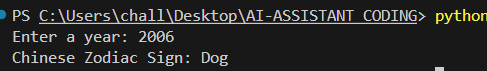 PS C:\Users\chall\Desktop\AI-ASSISTANT CODING> python
Enter a year: 2006
Chinese Zodiac Sign: Dog